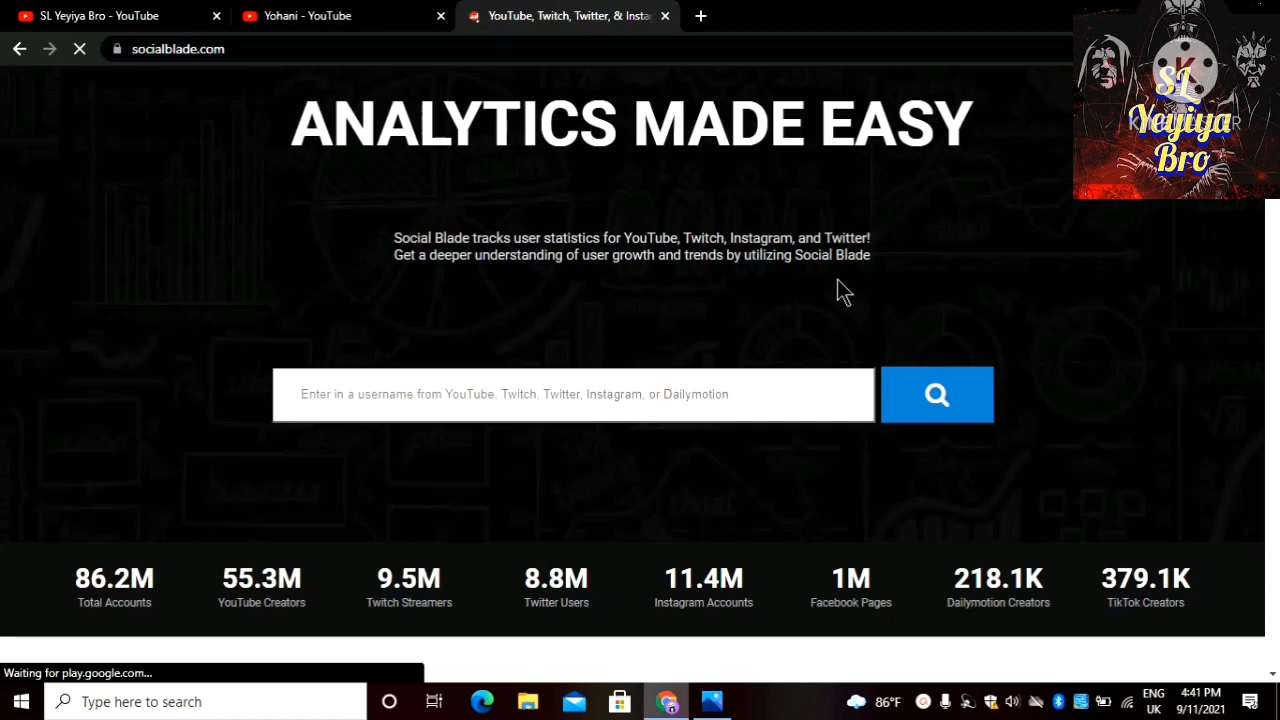 SL Yeyiya Bro - YouTube
Yohani - YouTube
YouTube, Twitch, Twitter, & Insta
socialblade.com
SL
Yeyiya
Bro
ANALYTICS MADE EASY
Social Blade tracks user statistics for YouTube, Twitch, Instagram, and Twitter!
Get a deeper understanding of user growth and trends by utilizing Social Blade
Enter in a username from YouTube, Twitch, Twitter, Instagram, or Dailymotion
86.2M 55.3M 9.5M 8.8M 11.4M 1M 218.1K 379.1K
Total Accounts YouTube Creators Twitch Streamers Twitter Users Instagram Accounts Facebook Pages Dailymotion Creators TikTok Creators
Waiting for play.google.com...
Type here to search
86°F
ENG
UK
4:41 PM
9/11/2021